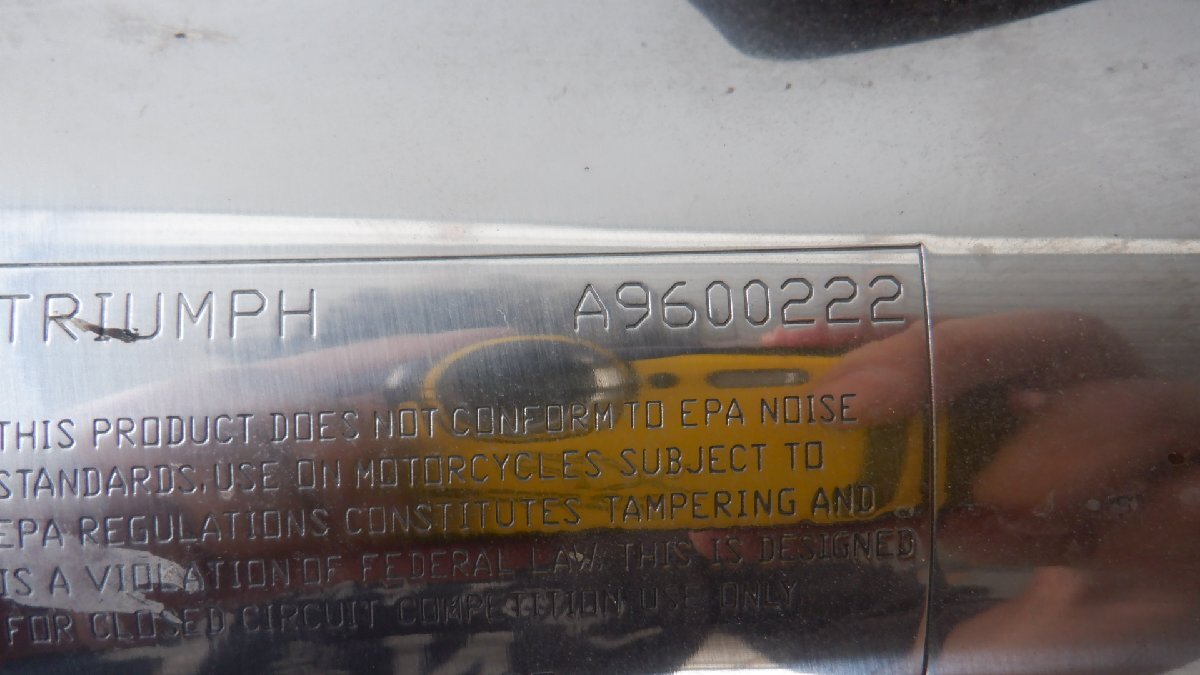 TRIUMPH A9600222
THIS PRODUCT DOES NOT CONFORM TO EPA NOISE
STANDARDS. USE ON MOTORCYCLES SUBJECT TO
EPA REGULATIONS CONSTITUTES TAMPERING AND
IS A VIOLATION OF FEDERAL LAW. THIS IS DESIGNED
FOR CLOSED CIRCUIT COMPETITION USE ONLY